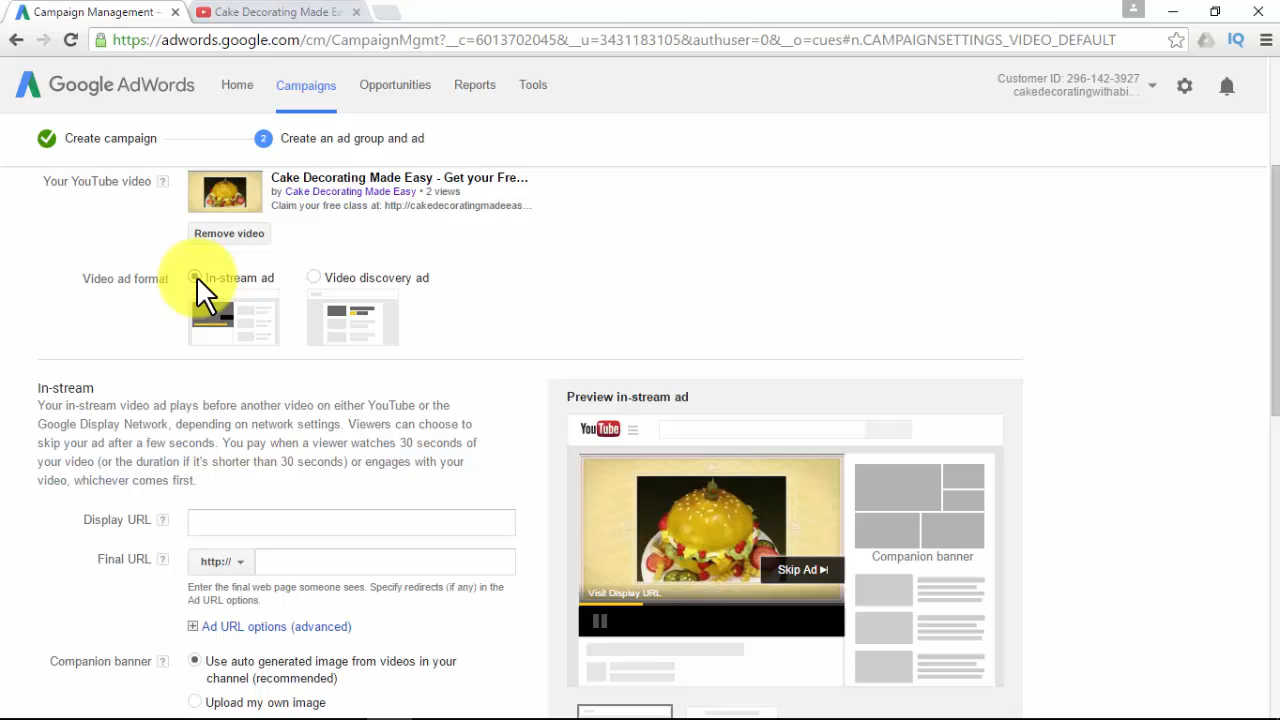 Campaign Management –
Cake Decorating Made Ea
https://adwords.google.com/cm/CampaignMgmt?__c=6013702045&__u=3431183105&authuser=0&__o=cues#n.CAMPAIGNSETTINGS_VIDEO_DEFAULT
IQ
Google AdWords
Home
Campaigns
Opportunities
Reports
Tools
Customer ID: 296-142-3927
cakedecoratingwithabi...
Create campaign
2
Create an ad group and ad
Your YouTube video ?
Cake Decorating Made Easy - Get your Fre...
by Cake Decorating Made Easy • 2 views
Claim your free class at: http://cakedecoratingmadeeas...
Remove video
Video ad format
In-stream ad
Video discovery ad
In-stream
Your in-stream video ad plays before another video on either YouTube or the
Google Display Network, depending on network settings. Viewers can choose to
skip your ad after a few seconds. You pay when a viewer watches 30 seconds of
your video (or the duration if it's shorter than 30 seconds) or engages with your
video, whichever comes first.
Display URL ?
Final URL ?
http://
Enter the final web page someone sees. Specify redirects (if any) in the
Ad URL options.
Ad URL options (advanced)
Companion banner ?
Use auto generated image from videos in your
channel (recommended)
Upload my own image
Preview in-stream ad
YouTube
Skip Ad
Visit Display URL
Companion banner